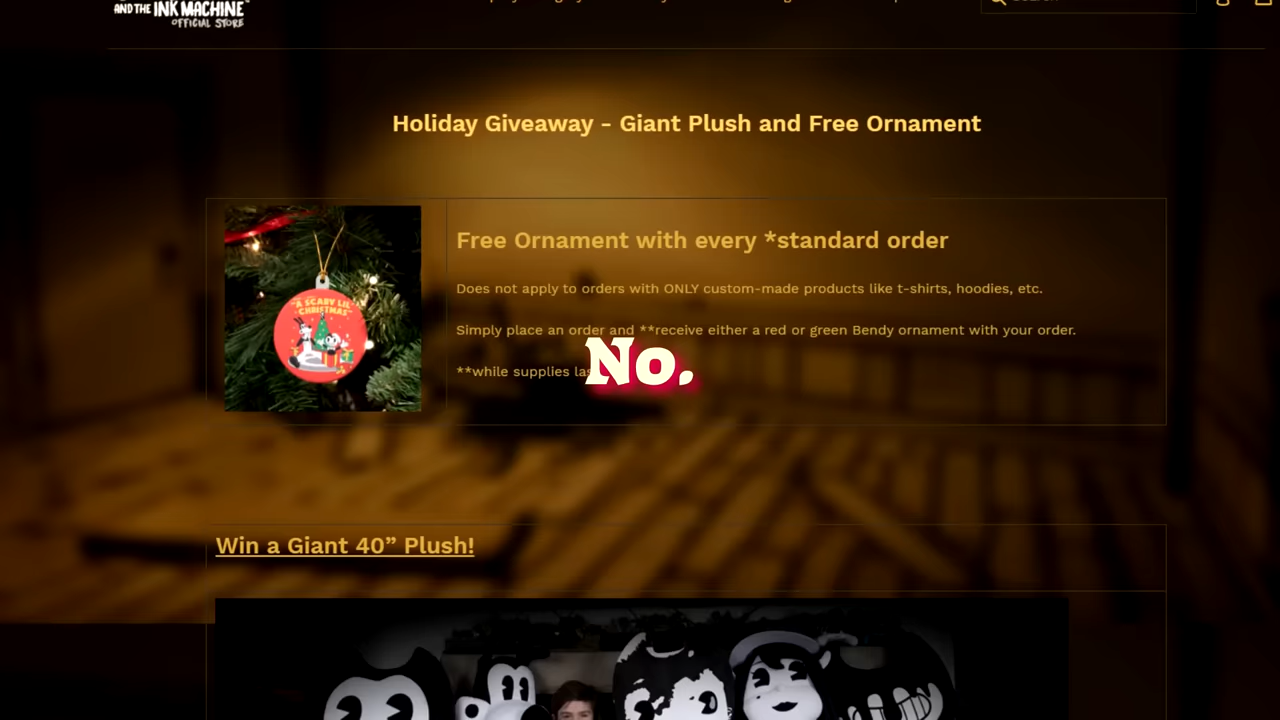 AND THE INK MACHINE
OFFICIAL STORE
Holiday Giveaway - Giant Plush and Free Ornament
Free Ornament with every *standard order
Does not apply to orders with ONLY custom-made products like t-shirts, hoodies, etc.
Simply place an order and **receive either a red or green Bendy ornament with your order.
**while supplies las
No.
"A SCARY LIL'
CHRISTMAS"
Win a Giant 40” Plush!